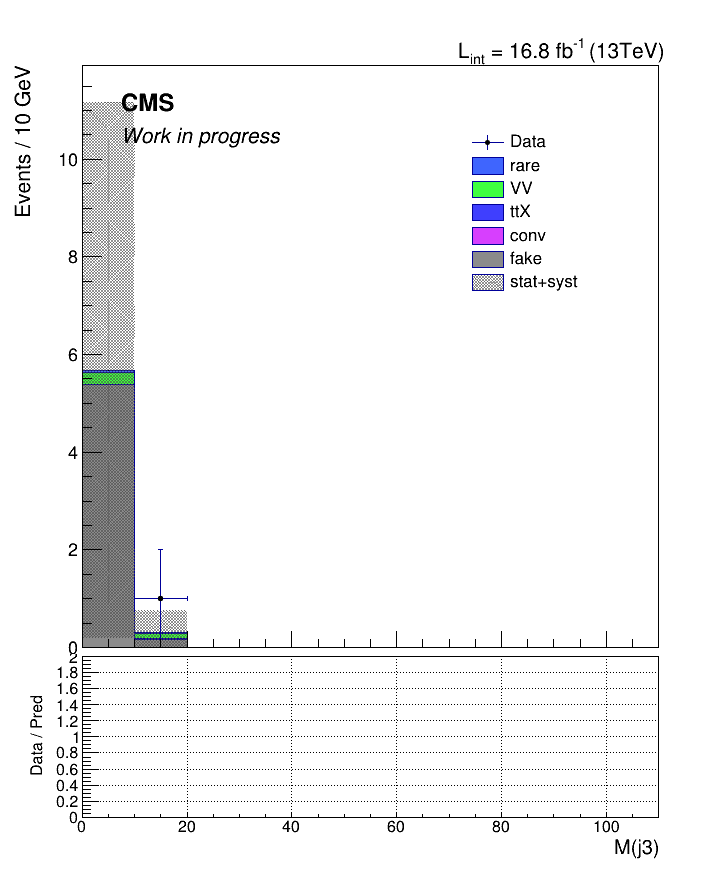 L_int = 16.8 fb^-1 (13TeV)
Events / 10 GeV
CMS
Work in progress
Data
rare
VV
ttX
conv
fake
stat+syst
10
8
6
4
2
0
Data / Pred
2
1.8
1.6
1.4
1.2
1
0.8
0.6
0.4
0.2
0
0 20 40 60 80 100
M(j3)